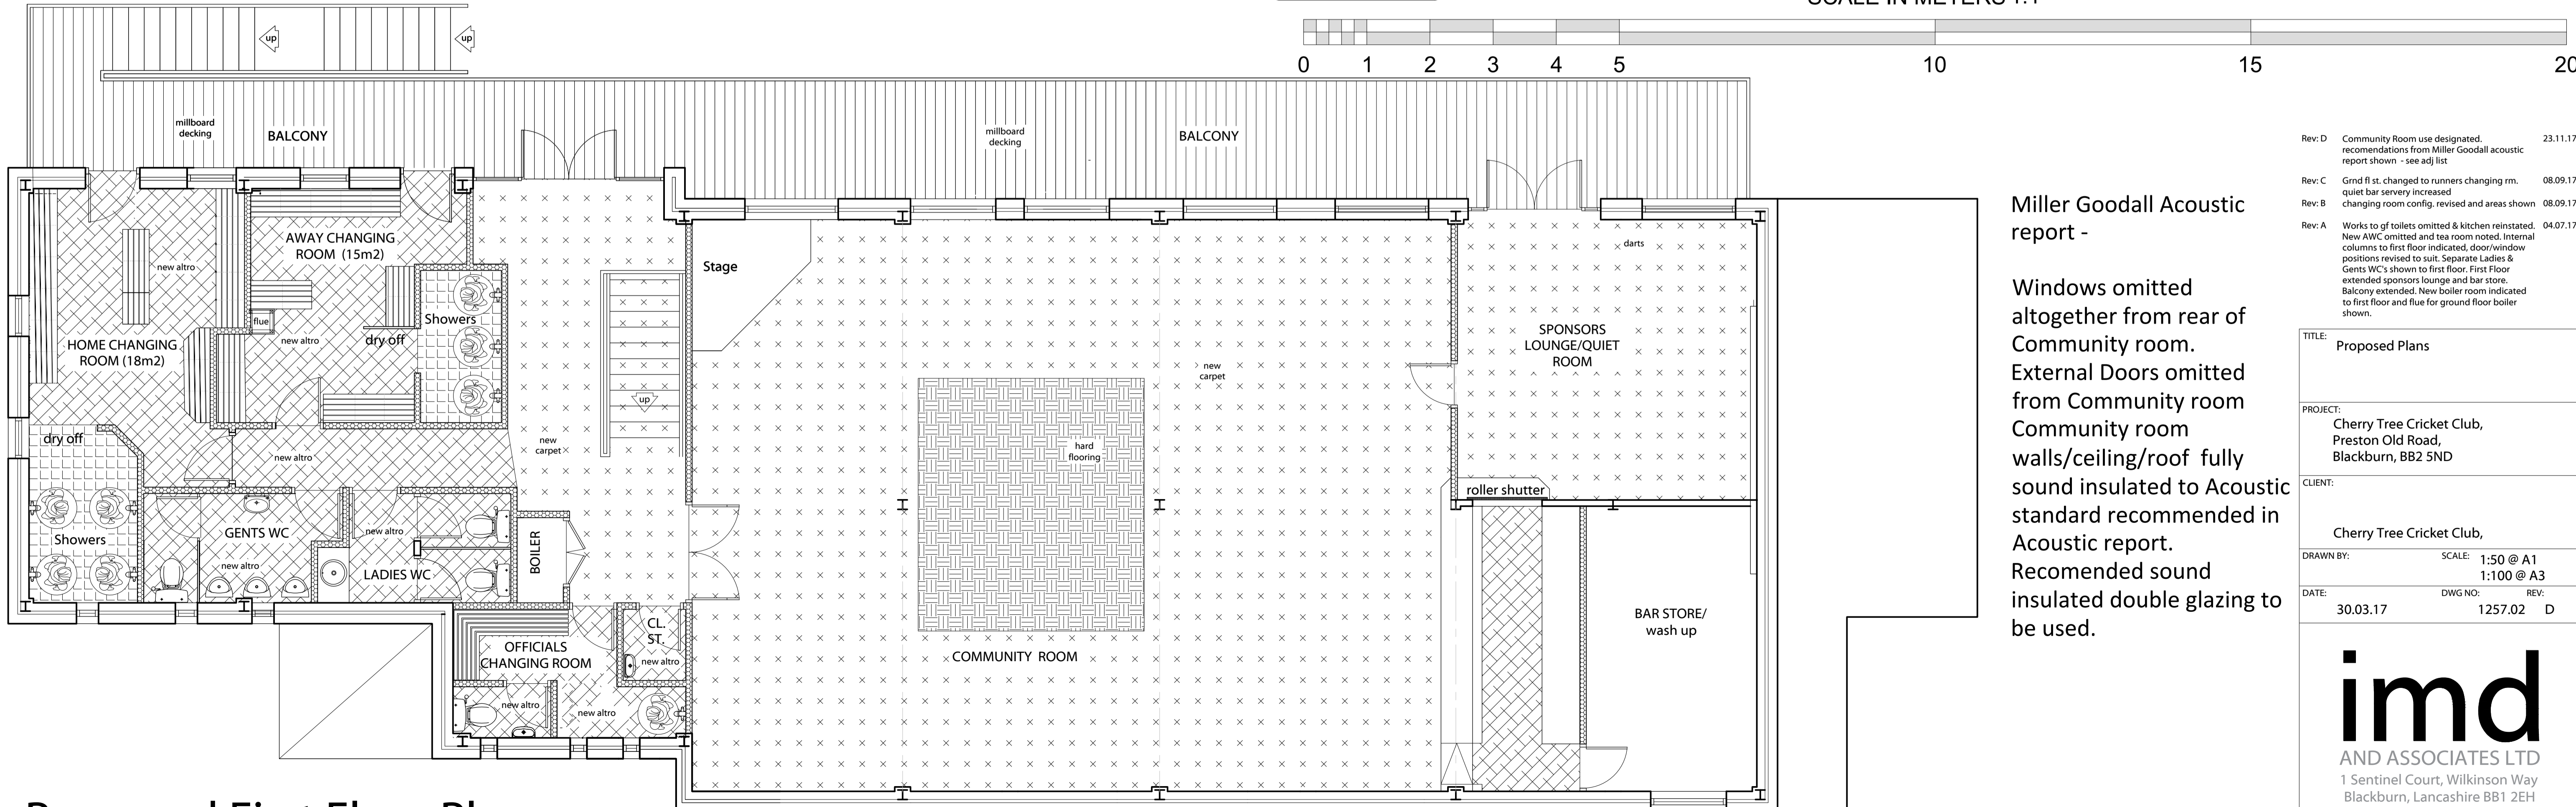 SCALE IN METERS 1:1
0 1 2 3 4 5 10 15 20
up
up
millboard
decking
BALCONY
millboard
decking
BALCONY
AWAY CHANGING
ROOM (15m2)
new altro
flue
Showers
dry off
new altro
HOME CHANGING
ROOM (18m2)
dry off
new altro
Showers
GENTS WC
new altro
new altro
LADIES WC
BOILER
new
carpet
up
OFFICIALS
CHANGING ROOM
CL.
ST.
new altro
new altro
new altro
Stage
new
carpet
hard
flooring
COMMUNITY ROOM
darts
SPONSORS
LOUNGE/QUIET
ROOM
roller shutter
BAR STORE/
wash up
Miller Goodall Acoustic
report -
Windows omitted
altogether from rear of
Community room.
External Doors omitted
from Community room
Community room
walls/ceiling/roof fully
sound insulated to Acoustic
standard recommended in
Acoustic report.
Recomended sound
insulated double glazing to
be used.
Rev: D Community Room use designated. 23.11.17
recomendations from Miller Goodall acoustic
report shown - see adj list
Rev: C Grnd fl st. changed to runners changing rm. 08.09.17
quiet bar servery increased
Rev: B changing room config. revised and areas shown 08.09.17
Rev: A Works to gf toilets omitted & kitchen reinstated. 04.07.17
New AWC omitted and tea room noted. Internal
columns to first floor indicated, door/window
positions revised to suit. Separate Ladies &
Gents WC's shown to first floor. First Floor
extended sponsors lounge and bar store.
Balcony extended. New boiler room indicated
to first floor and flue for ground floor boiler
shown.
TITLE:
Proposed Plans
PROJECT:
Cherry Tree Cricket Club,
Preston Old Road,
Blackburn, BB2 5ND
CLIENT:
Cherry Tree Cricket Club,
DRAWN BY: SCALE: 1:50 @ A1
1:100 @ A3
DATE: DWG NO: REV:
30.03.17 1257.02 D
imd
AND ASSOCIATES LTD
1 Sentinel Court, Wilkinson Way
Blackburn, Lancashire BB1 2EH